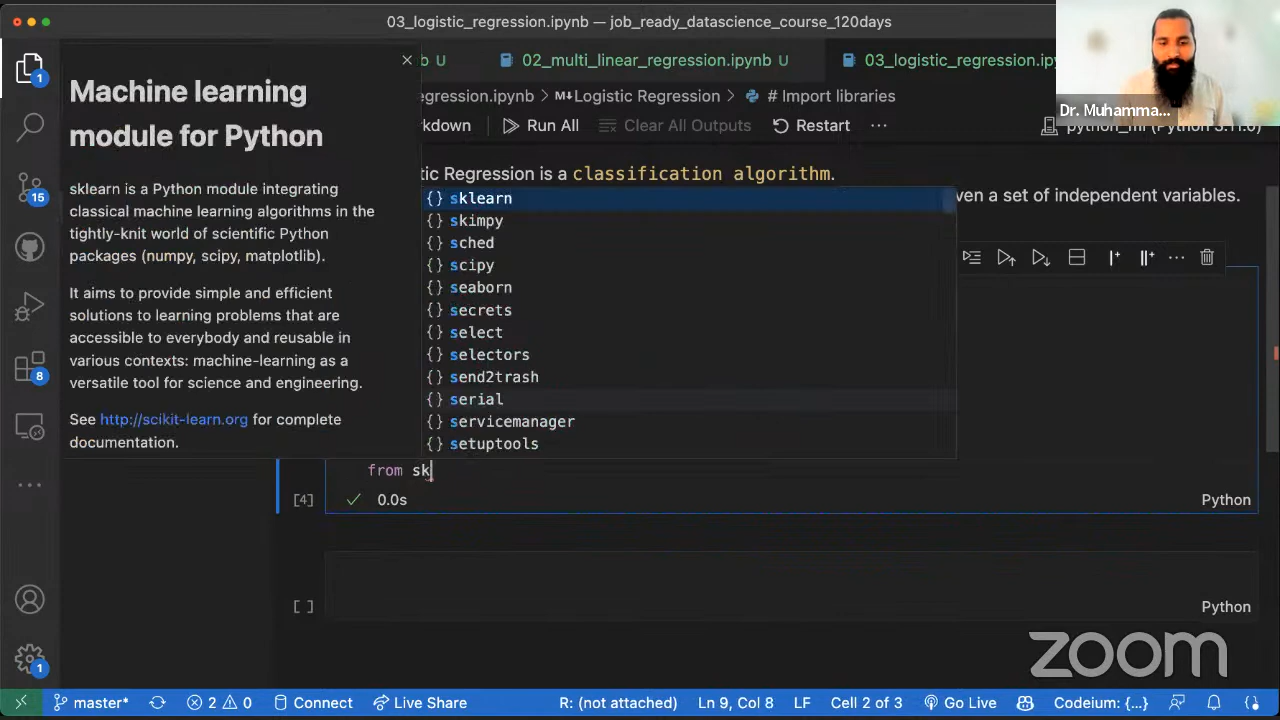 03_logistic_regression.ipynb — job_ready_datascience_course_120days
1
b U
02_multi_linear_regression.ipynb U
03_logistic_regression.ipy
Dr. Muhamma...
egression.ipynb > M↓Logistic Regression > # Import libraries
rkdown
Run All
Clear All Outputs
Restart
...
Machine learning
module for Python
sklearn is a Python module integrating
classical machine learning algorithms in the
tightly-knit world of scientific Python
packages (numpy, scipy, matplotlib).
It aims to provide simple and efficient
solutions to learning problems that are
accessible to everybody and reusable in
various contexts: machine-learning as a
versatile tool for science and engineering.
See http://scikit-learn.org for complete
documentation.
15
8
tic Regression is a classification algorithm.
ven a set of independent variables.
{} sklearn
{} skimpy
{} sched
{} scipy
{} seaborn
{} secrets
{} select
{} selectors
{} send2trash
{} serial
{} servicemanager
{} setuptools
from sk
[4]
0.0s
Python
[ ]
Python
1
zoom
master*
2
0
Connect
Live Share
R: (not attached)
Ln 9, Col 8
LF
Cell 2 of 3
Go Live
Codeium: {...}